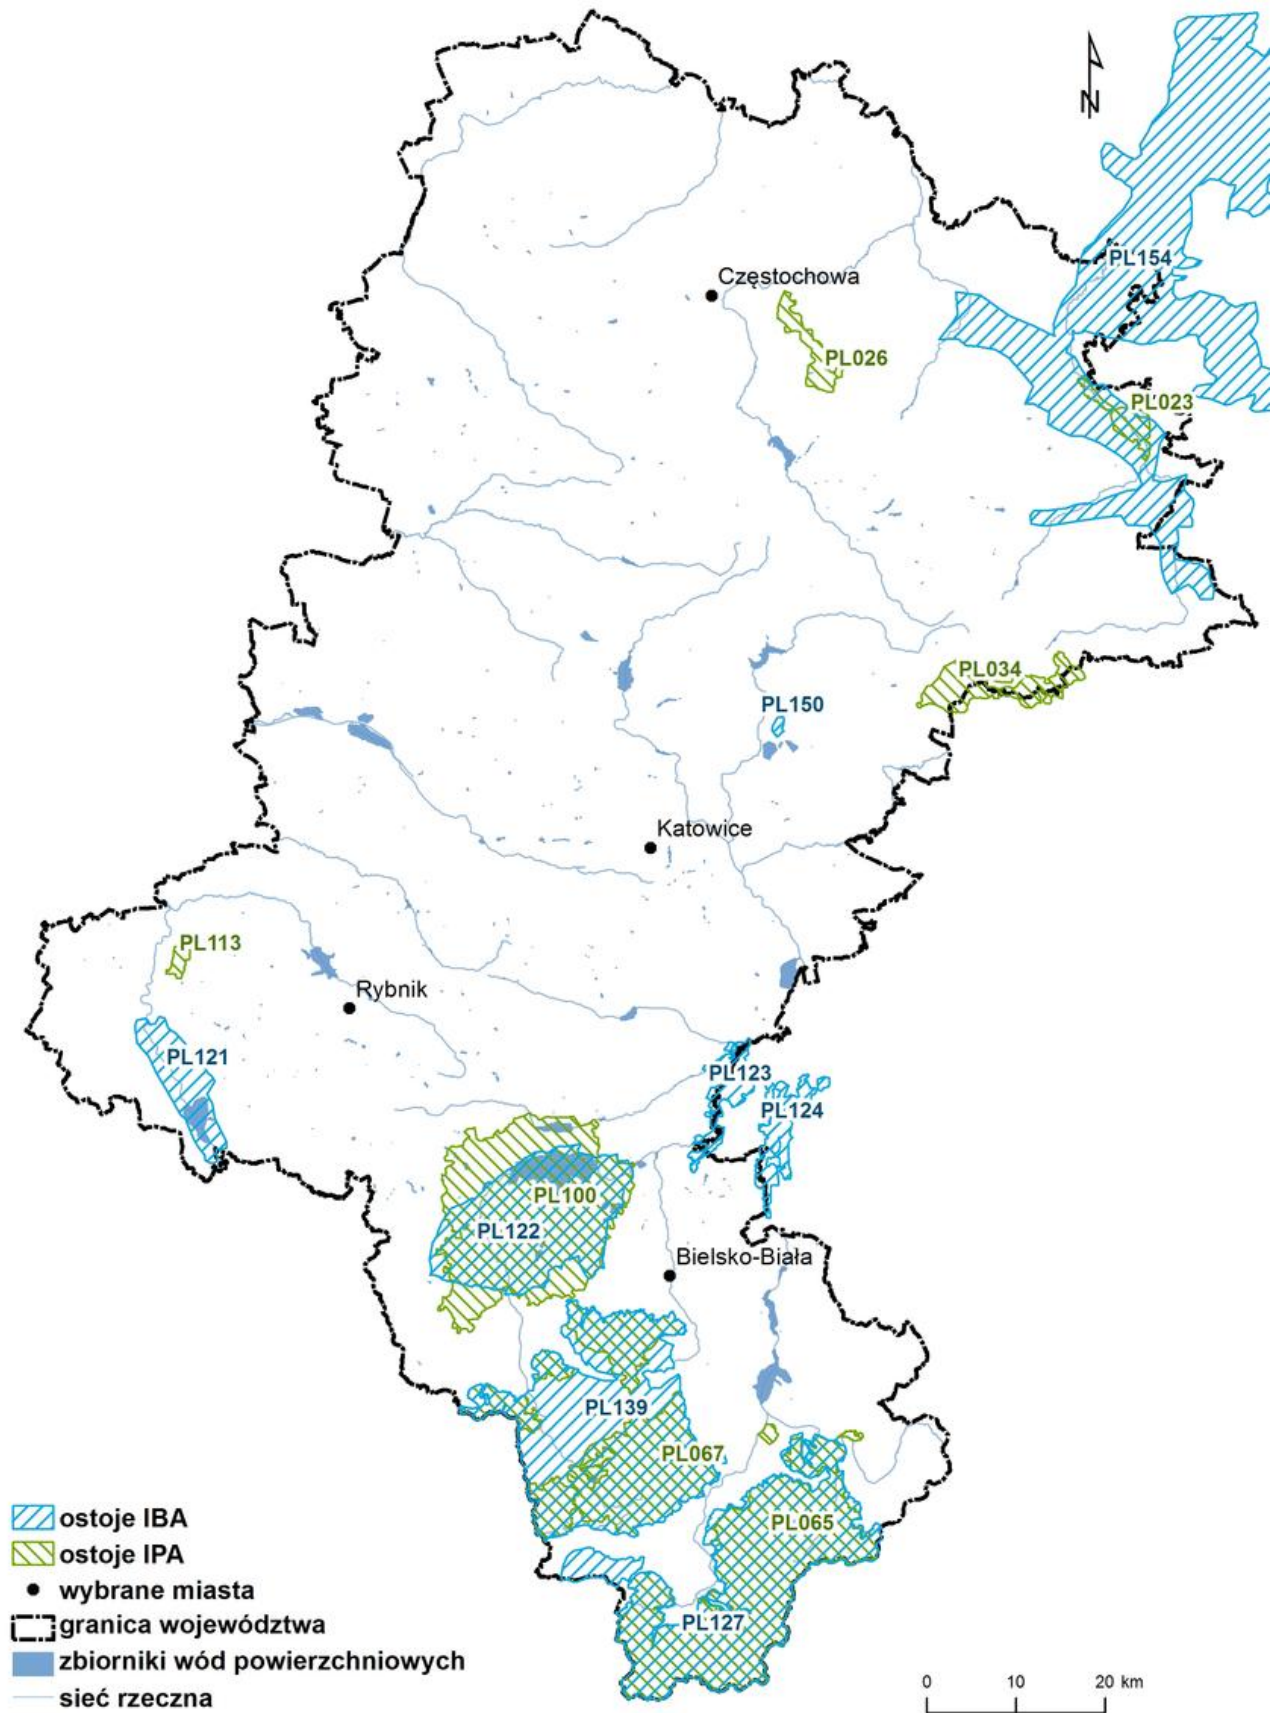 N
PL154
Częstochowa
PL026
PL023
PL034
PL150
Katowice
PL113
Rybnik
PL121
PL123
PL124
PL100
PL122
Bielsko-Biała
PL139
PL067
PL065
PL127
ostoje IBA
ostoje IPA
wybrane miasta
granica województwa
zbiorniki wód powierzchniowych
sieć rzeczna
0 10 20 km